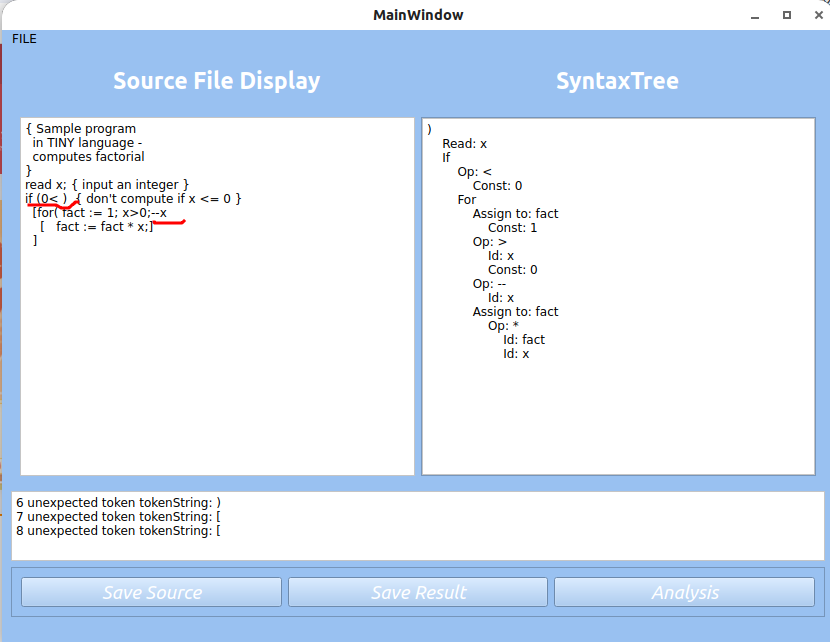 MainWindow
FILE
Source File Display
{ Sample program
in TINY language -
computes factorial
}
read x; { input an integer }
if (0< ) { don't compute if x <= 0 }
[for( fact := 1; x>0;--x
[ fact := fact * x;]
]
SyntaxTree
)
Read: x
If
Op: <
Const: 0
For
Assign to: fact
Const: 1
Op: >
Id: x
Const: 0
Op: --
Id: x
Assign to: fact
Op: *
Id: fact
Id: x
6 unexpected token tokenString: )
7 unexpected token tokenString: [
8 unexpected token tokenString: [
Save Source
Save Result
Analysis